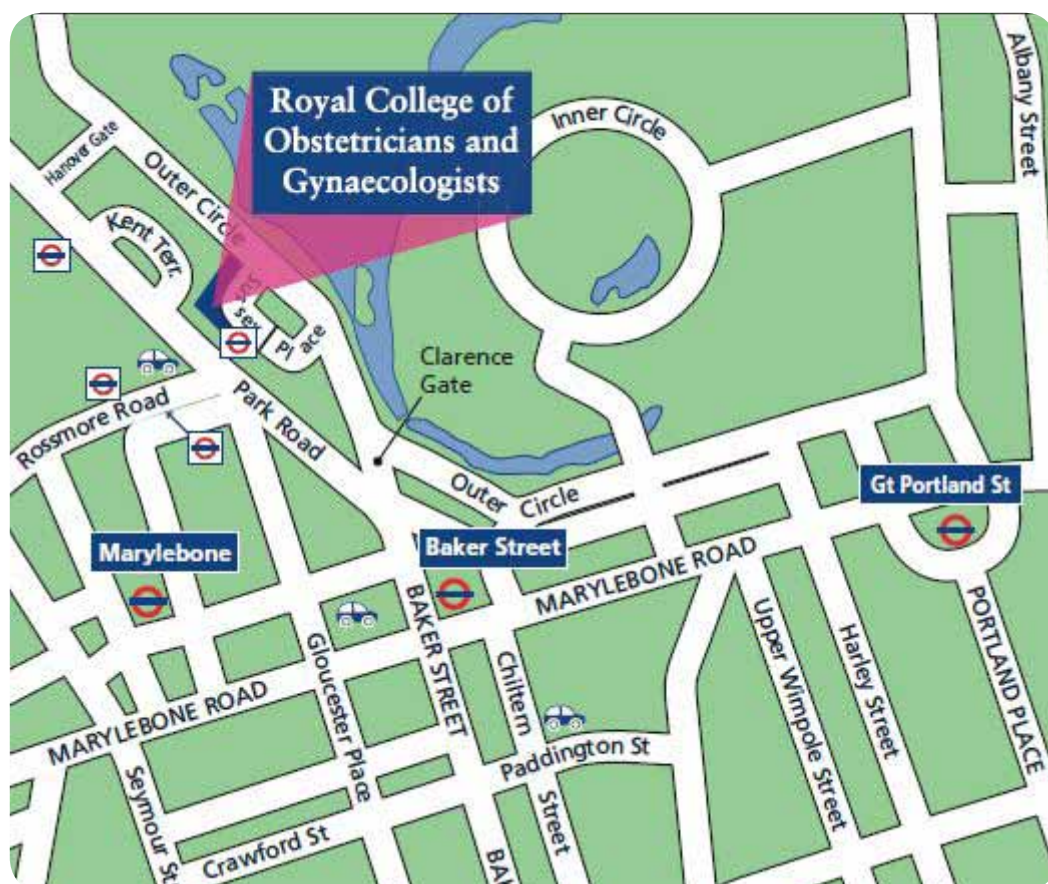 Royal College of
Obstetricians and
Gynaecologists
Albany Street
Inner Circle
Hanover Gate
Outer Circle
Kent Terr.
Place
Clarence
Gate
Rossmore Road
Park Road
Outer Circle
Gt Portland St
Marylebone
Baker Street
MARYLEBONE ROAD
BAKER STREET
Gloucester Place
Chiltern
Street
Upper Wimpole Street
Harley Street
PORTLAND PLACE
MARYLEBONE ROAD
Paddington St
Seymour St
Crawford St